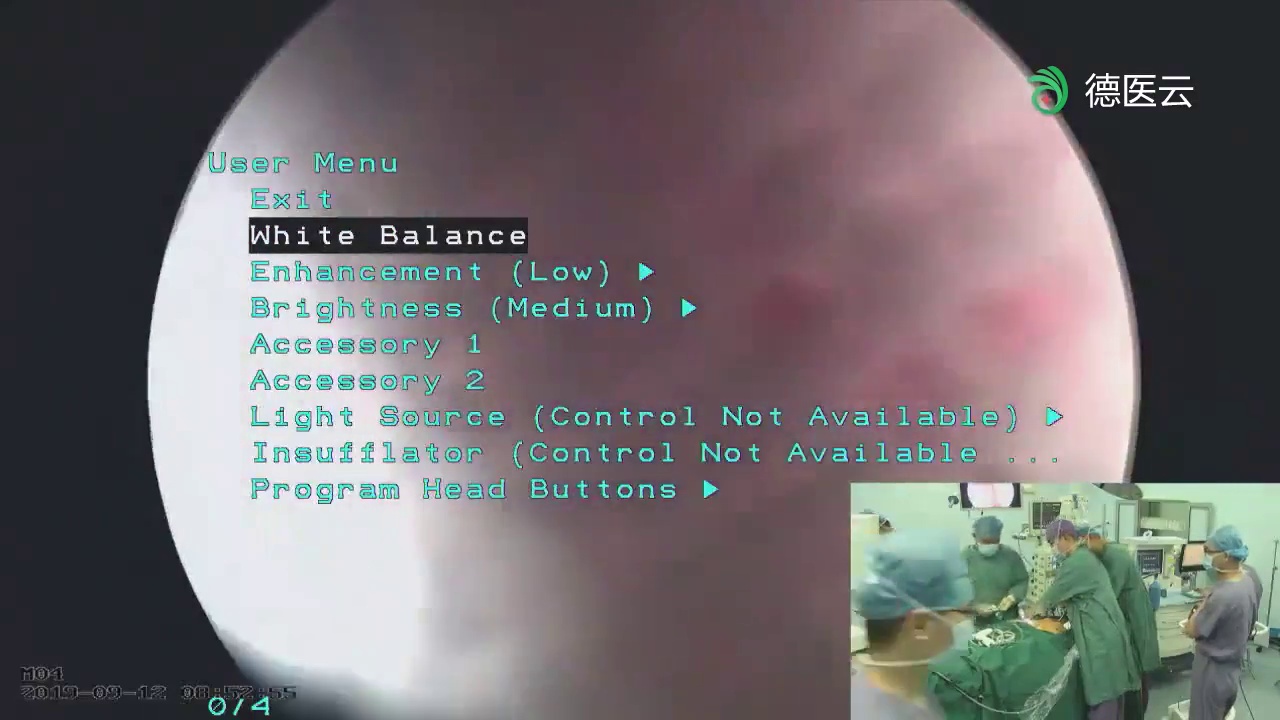 德医云
User Menu
Exit
White Balance
Enhancement (Low) ▶
Brightness (Medium) ▶
Accessory 1
Accessory 2
Light Source (Control Not Available) ▶
Insufflator (Control Not Available ...
Program Head Buttons ▶
M04
2019-09-12 08:52:55
0/4